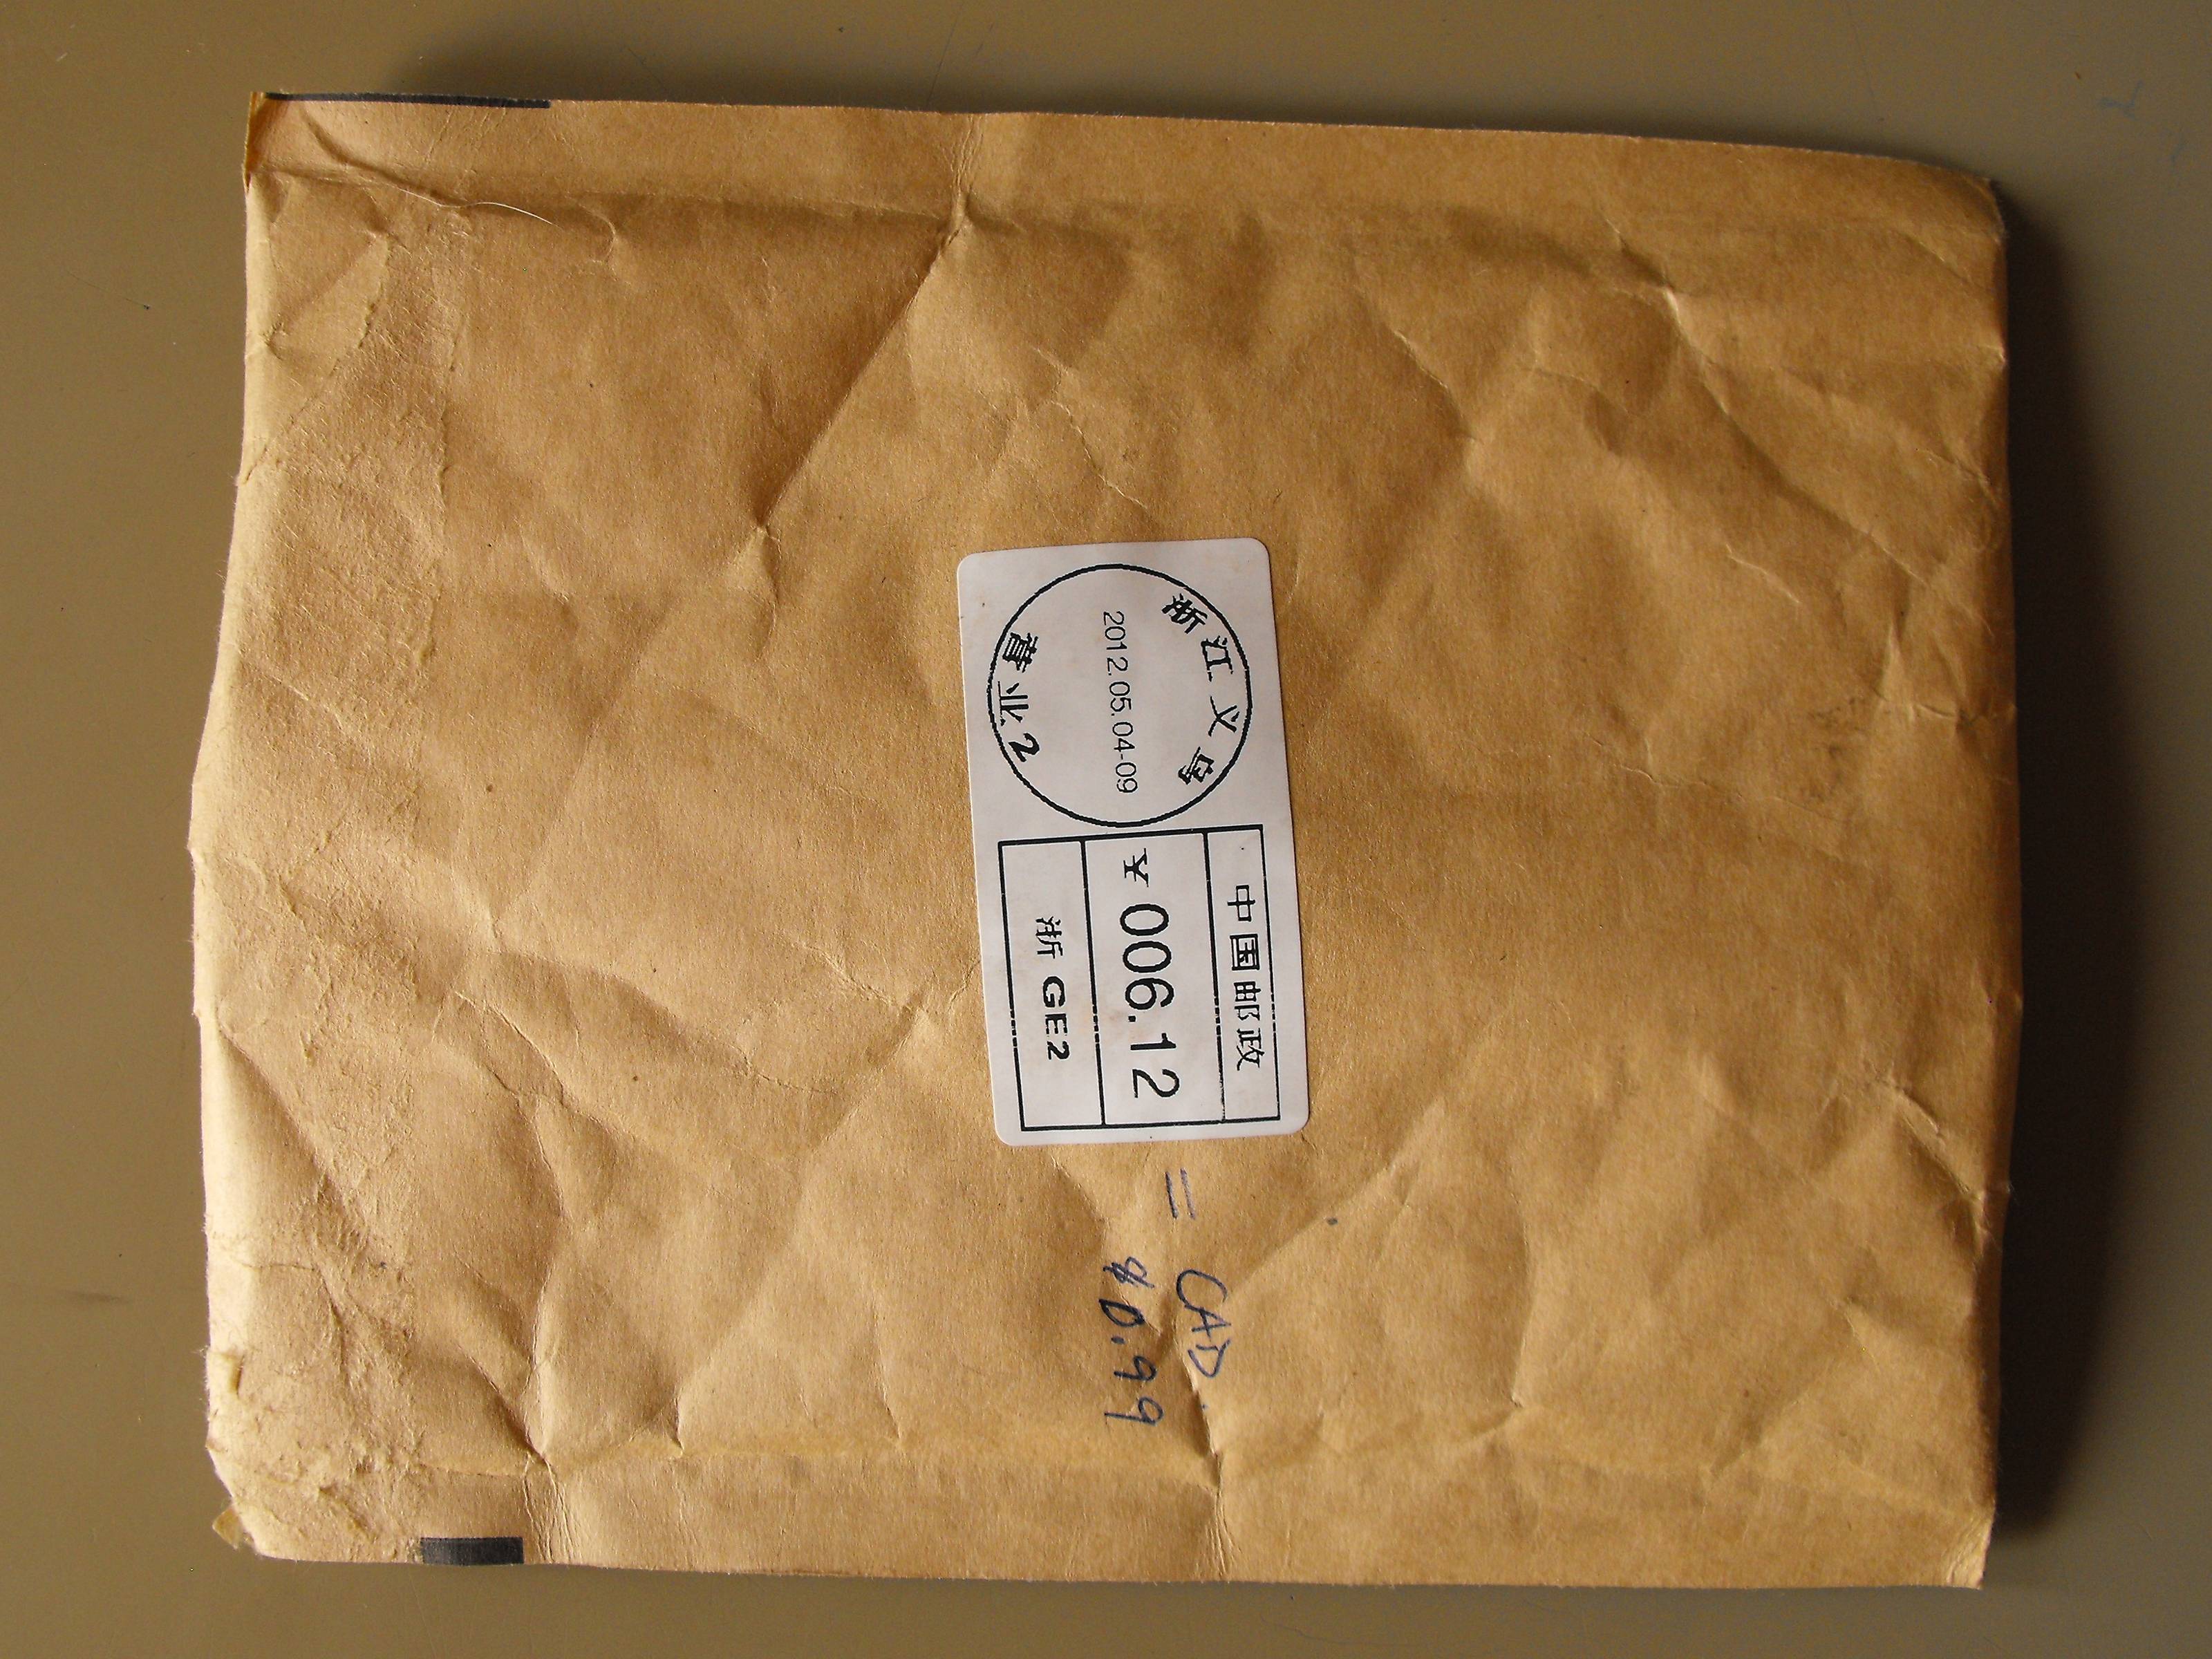 浙江义乌
2012.05.04-09
营业2
中国邮政
¥006.12
浙 GE2
= CAD
$0.99